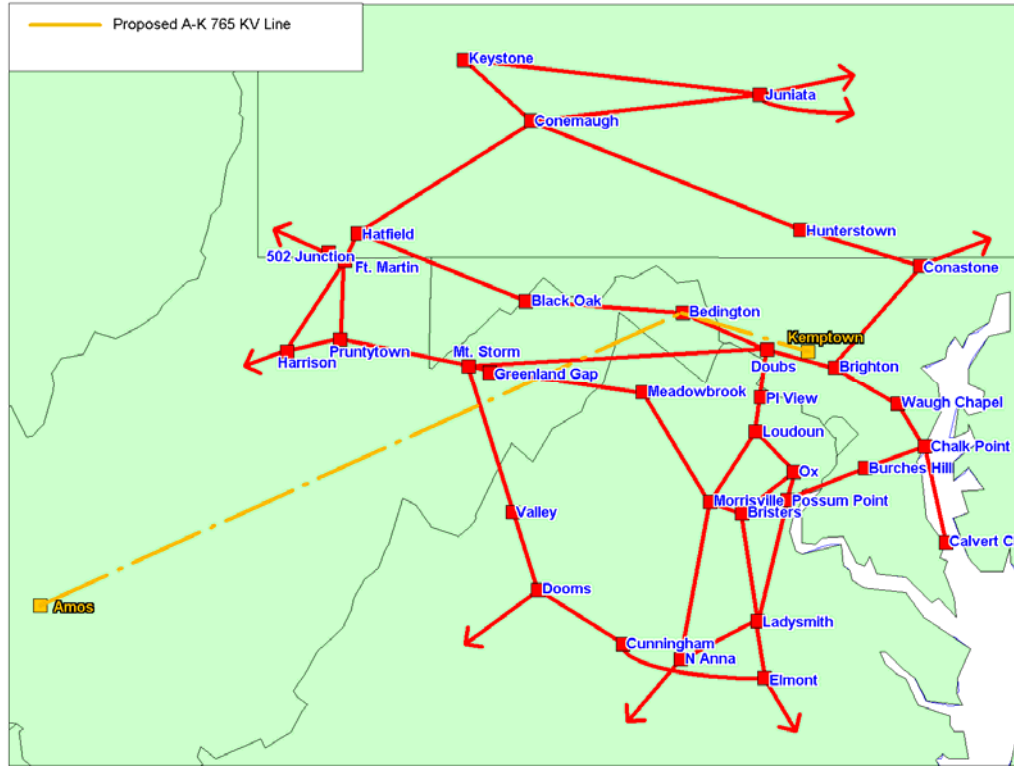 Proposed A-K 765 KV Line
Keystone
Juniata
Conemaugh
Hunterstown
Hatfield
502 Junction
Ft. Martin
Conastone
Black Oak
Bedington
Kemptown
Pruntytown
Harrison
Mt. Storm
Greenland Gap
Doubs
Brighton
Meadowbrook
Pl View
Waugh Chapel
Loudoun
Chalk Point
Ox
Burches Hill
Morrisville
Possum Point
Bristers
Valley
Calvert C
Dooms
Amos
Ladysmith
Cunningham
N Anna
Elmont